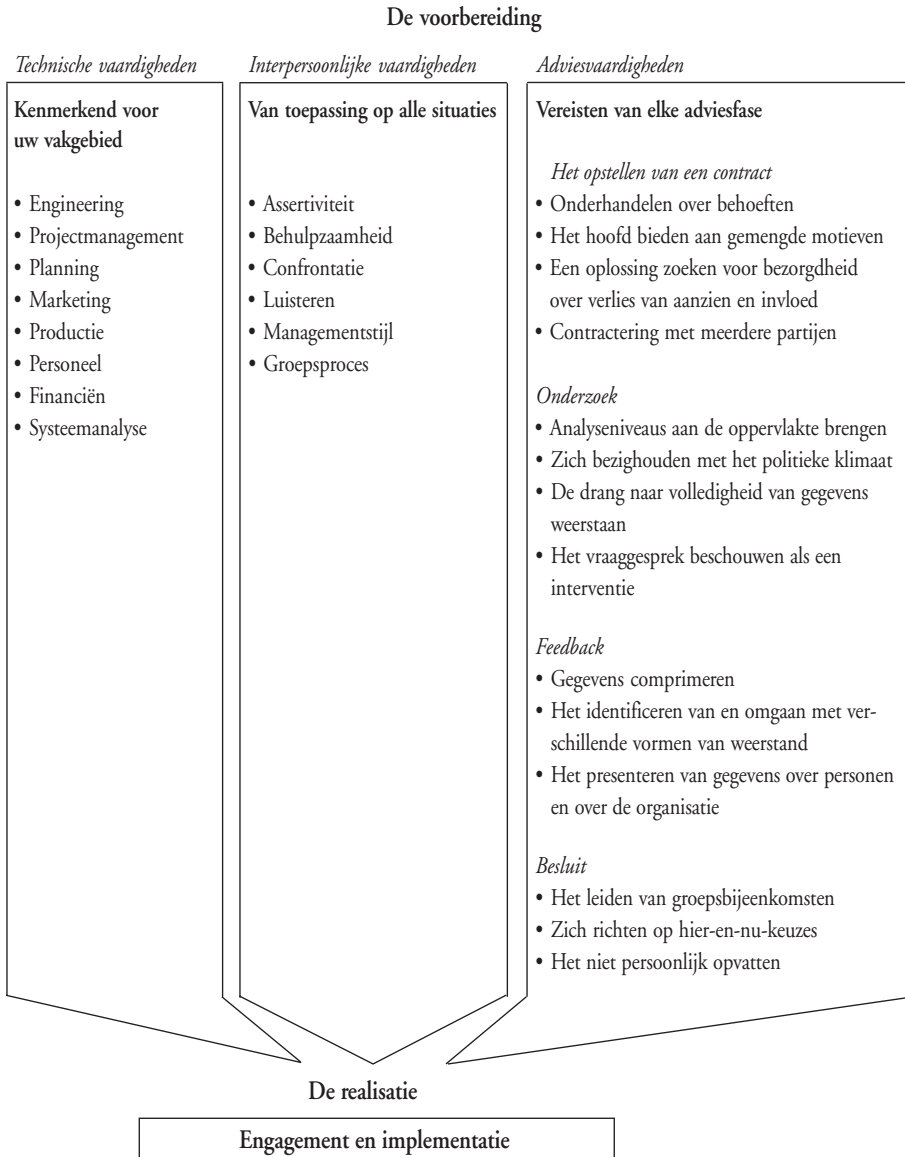 De voorbereiding
Technische vaardigheden
Kenmerkend voor
uw vakgebied
• Engineering
• Projectmanagement
• Planning
• Marketing
• Productie
• Personeel
• Financiën
• Systeemanalyse
Interpersoonlijke vaardigheden
Van toepassing op alle situaties
• Assertiviteit
• Behulpzaamheid
• Confrontatie
• Luisteren
• Managementstijl
• Groepsproces
Adviesvaardigheden
Vereisten van elke adviesfase
Het opstellen van een contract
• Onderhandelen over behoeften
• Het hoofd bieden aan gemengde motieven
• Een oplossing zoeken voor bezorgdheid
over verlies van aanzien en invloed
• Contractering met meerdere partijen
Onderzoek
• Analyseniveaus aan de oppervlakte brengen
• Zich bezighouden met het politieke klimaat
• De drang naar volledigheid van gegevens
weerstaan
• Het vraaggesprek beschouwen als een
interventie
Feedback
• Gegevens comprimeren
• Het identificeren van en omgaan met ver-
schillende vormen van weerstand
• Het presenteren van gegevens over personen
en over de organisatie
Besluit
• Het leiden van groepsbijeenkomsten
• Zich richten op hier-en-nu-keuzes
• Het niet persoonlijk opvatten
De realisatie
Engagement en implementatie